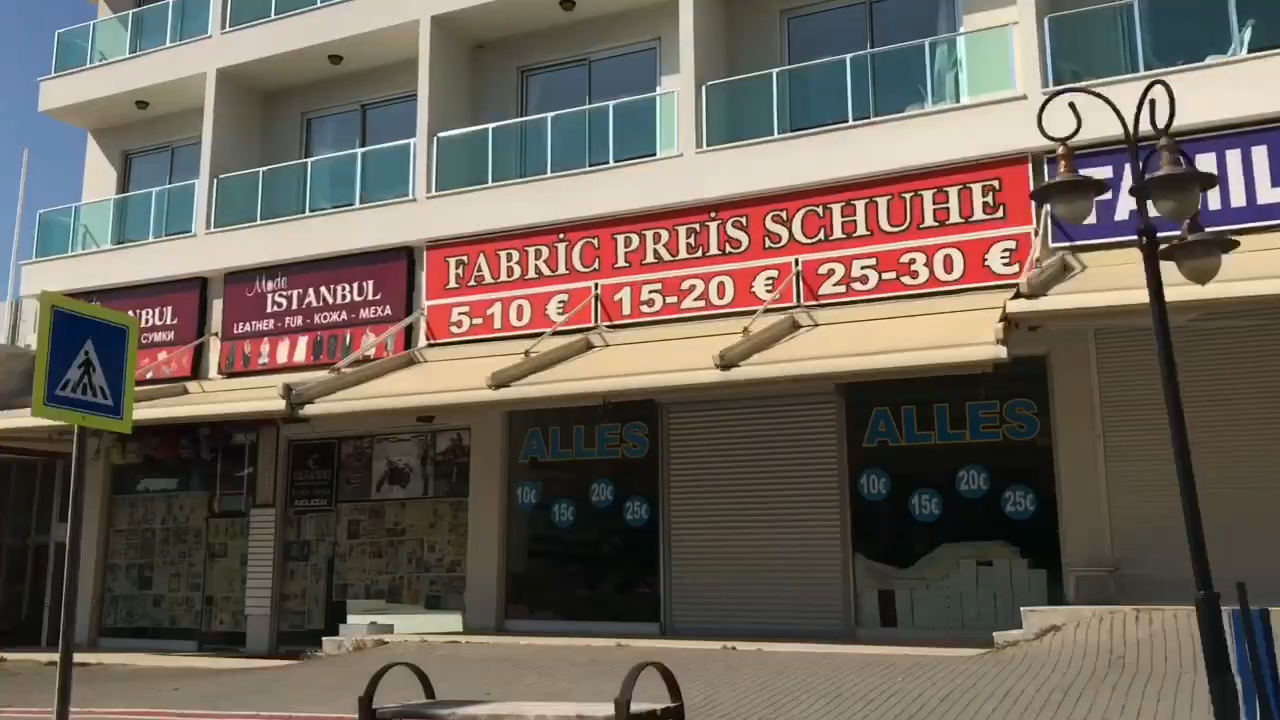 NBUL
СУМКИ
Mode
ISTANBUL
LEATHER - FUR - КОЖА - МЕХА
FABRİC PREİS SCHUHE
5-10 € 15-20 € 25-30 €
FAMIL
ALLES
10€ 15€ 20€ 25€
ALLES
10€ 15€ 20€ 25€